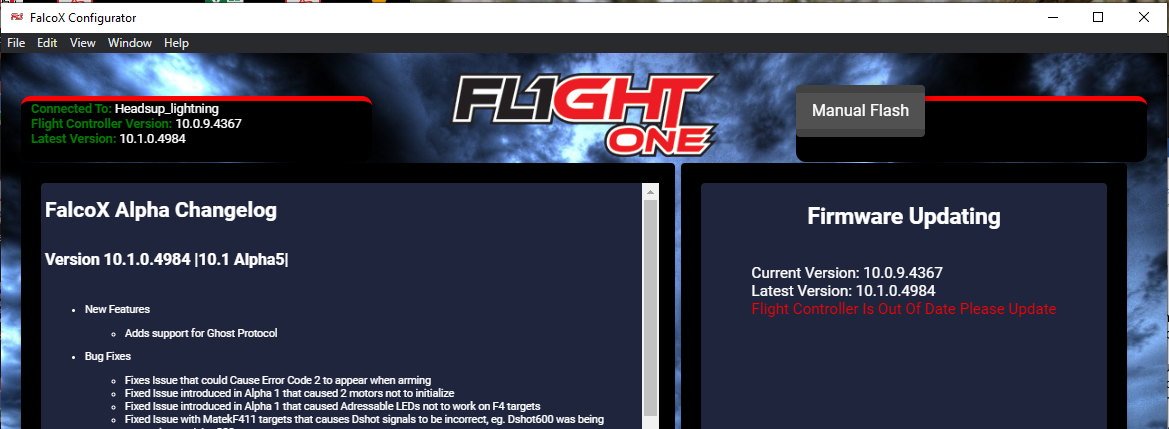 FalcoX Configurator
File Edit View Window Help
FL1GHT
ONE
Connected To: Headsup_lightning
Flight Controller Version: 10.0.9.4367
Latest Version: 10.1.0.4984
Manual Flash
FalcoX Alpha Changelog
Version 10.1.0.4984 |10.1 Alpha5|
New Features
Adds support for Ghost Protocol
Bug Fixes
Fixes Issue that could Cause Error Code 2 to appear when arming
Fixed Issue introduced in Alpha 1 that caused 2 motors not to initialize
Fixed Issue introduced in Alpha 1 that caused Adressable LEDs not to work on F4 targets
Fixed Issue with MatekF411 targets that causes Dshot signals to be incorrect, eg. Dshot600 was being
Firmware Updating
Current Version: 10.0.9.4367
Latest Version: 10.1.0.4984
Flight Controller Is Out Of Date Please Update